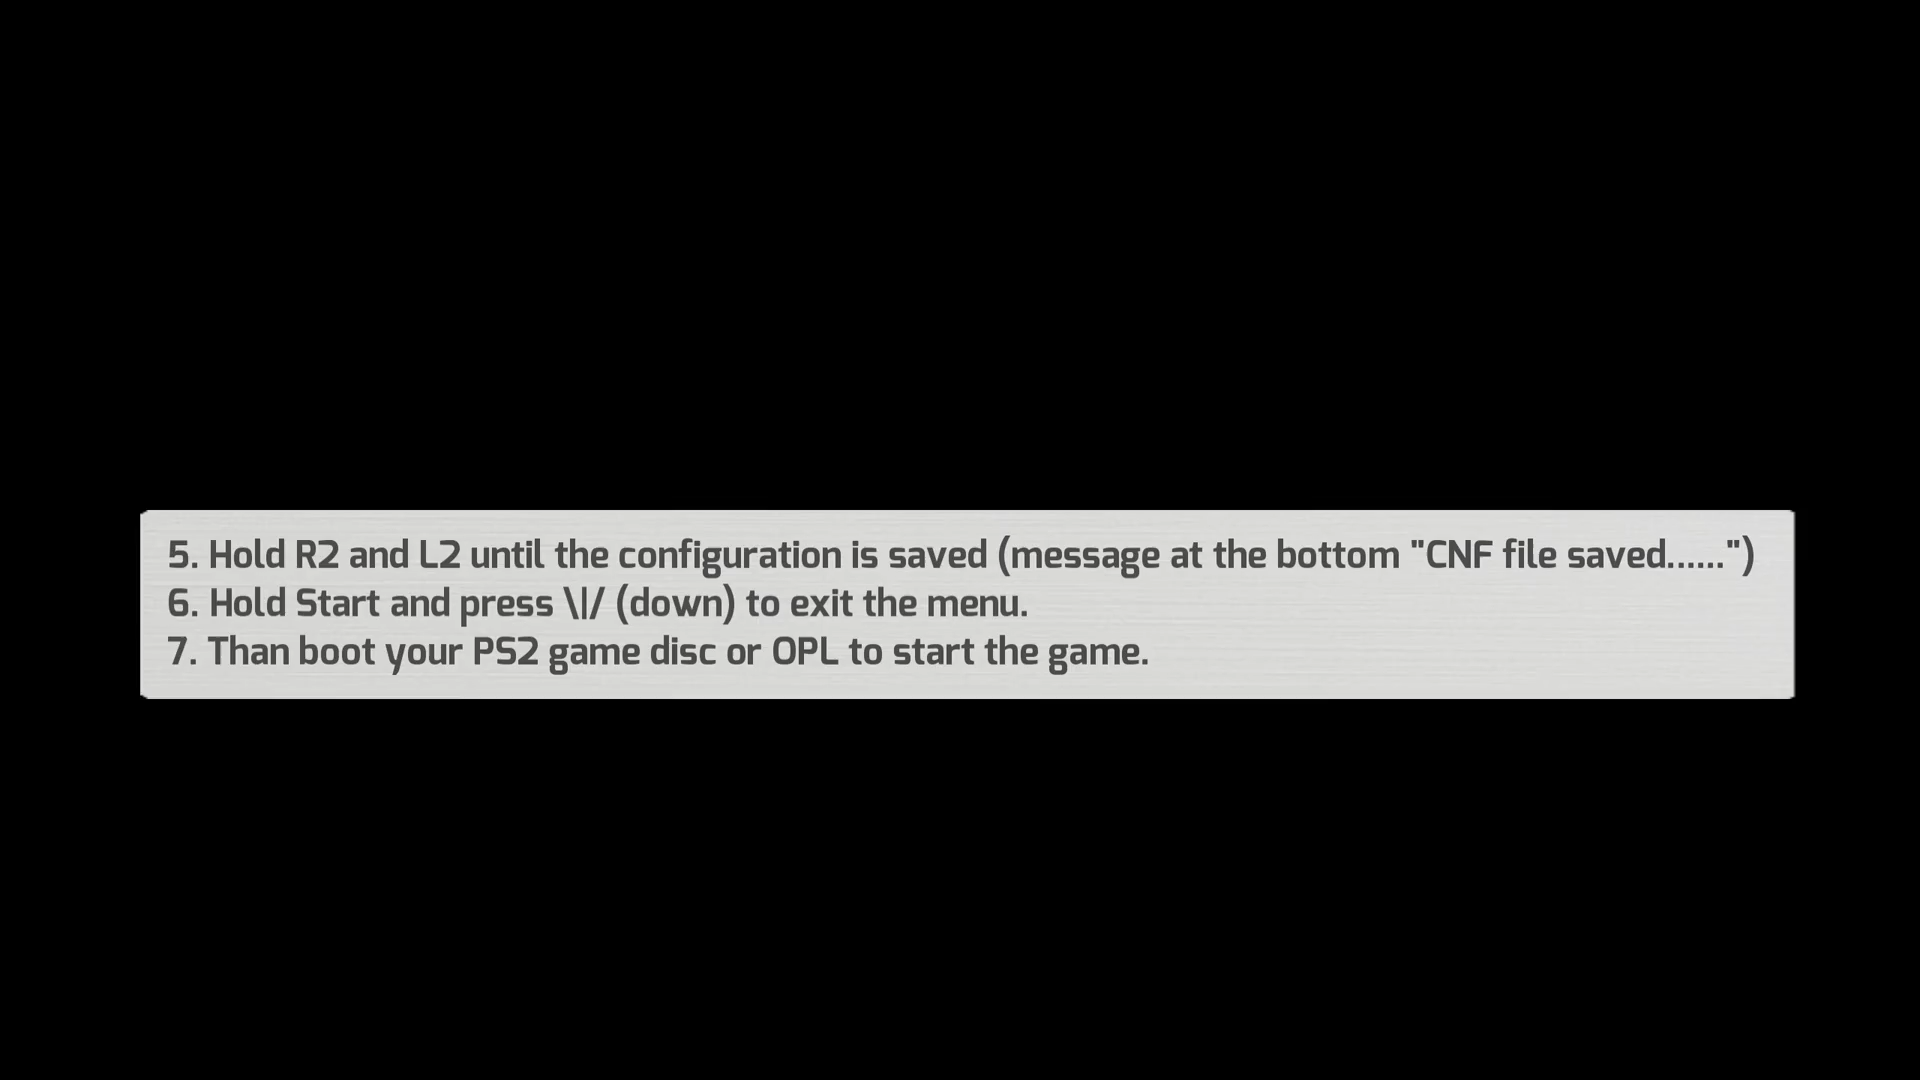 5. Hold R2 and L2 until the configuration is saved (message at the bottom "CNF file saved......")
6. Hold Start and press \|/ (down) to exit the menu.
7. Than boot your PS2 game disc or OPL to start the game.